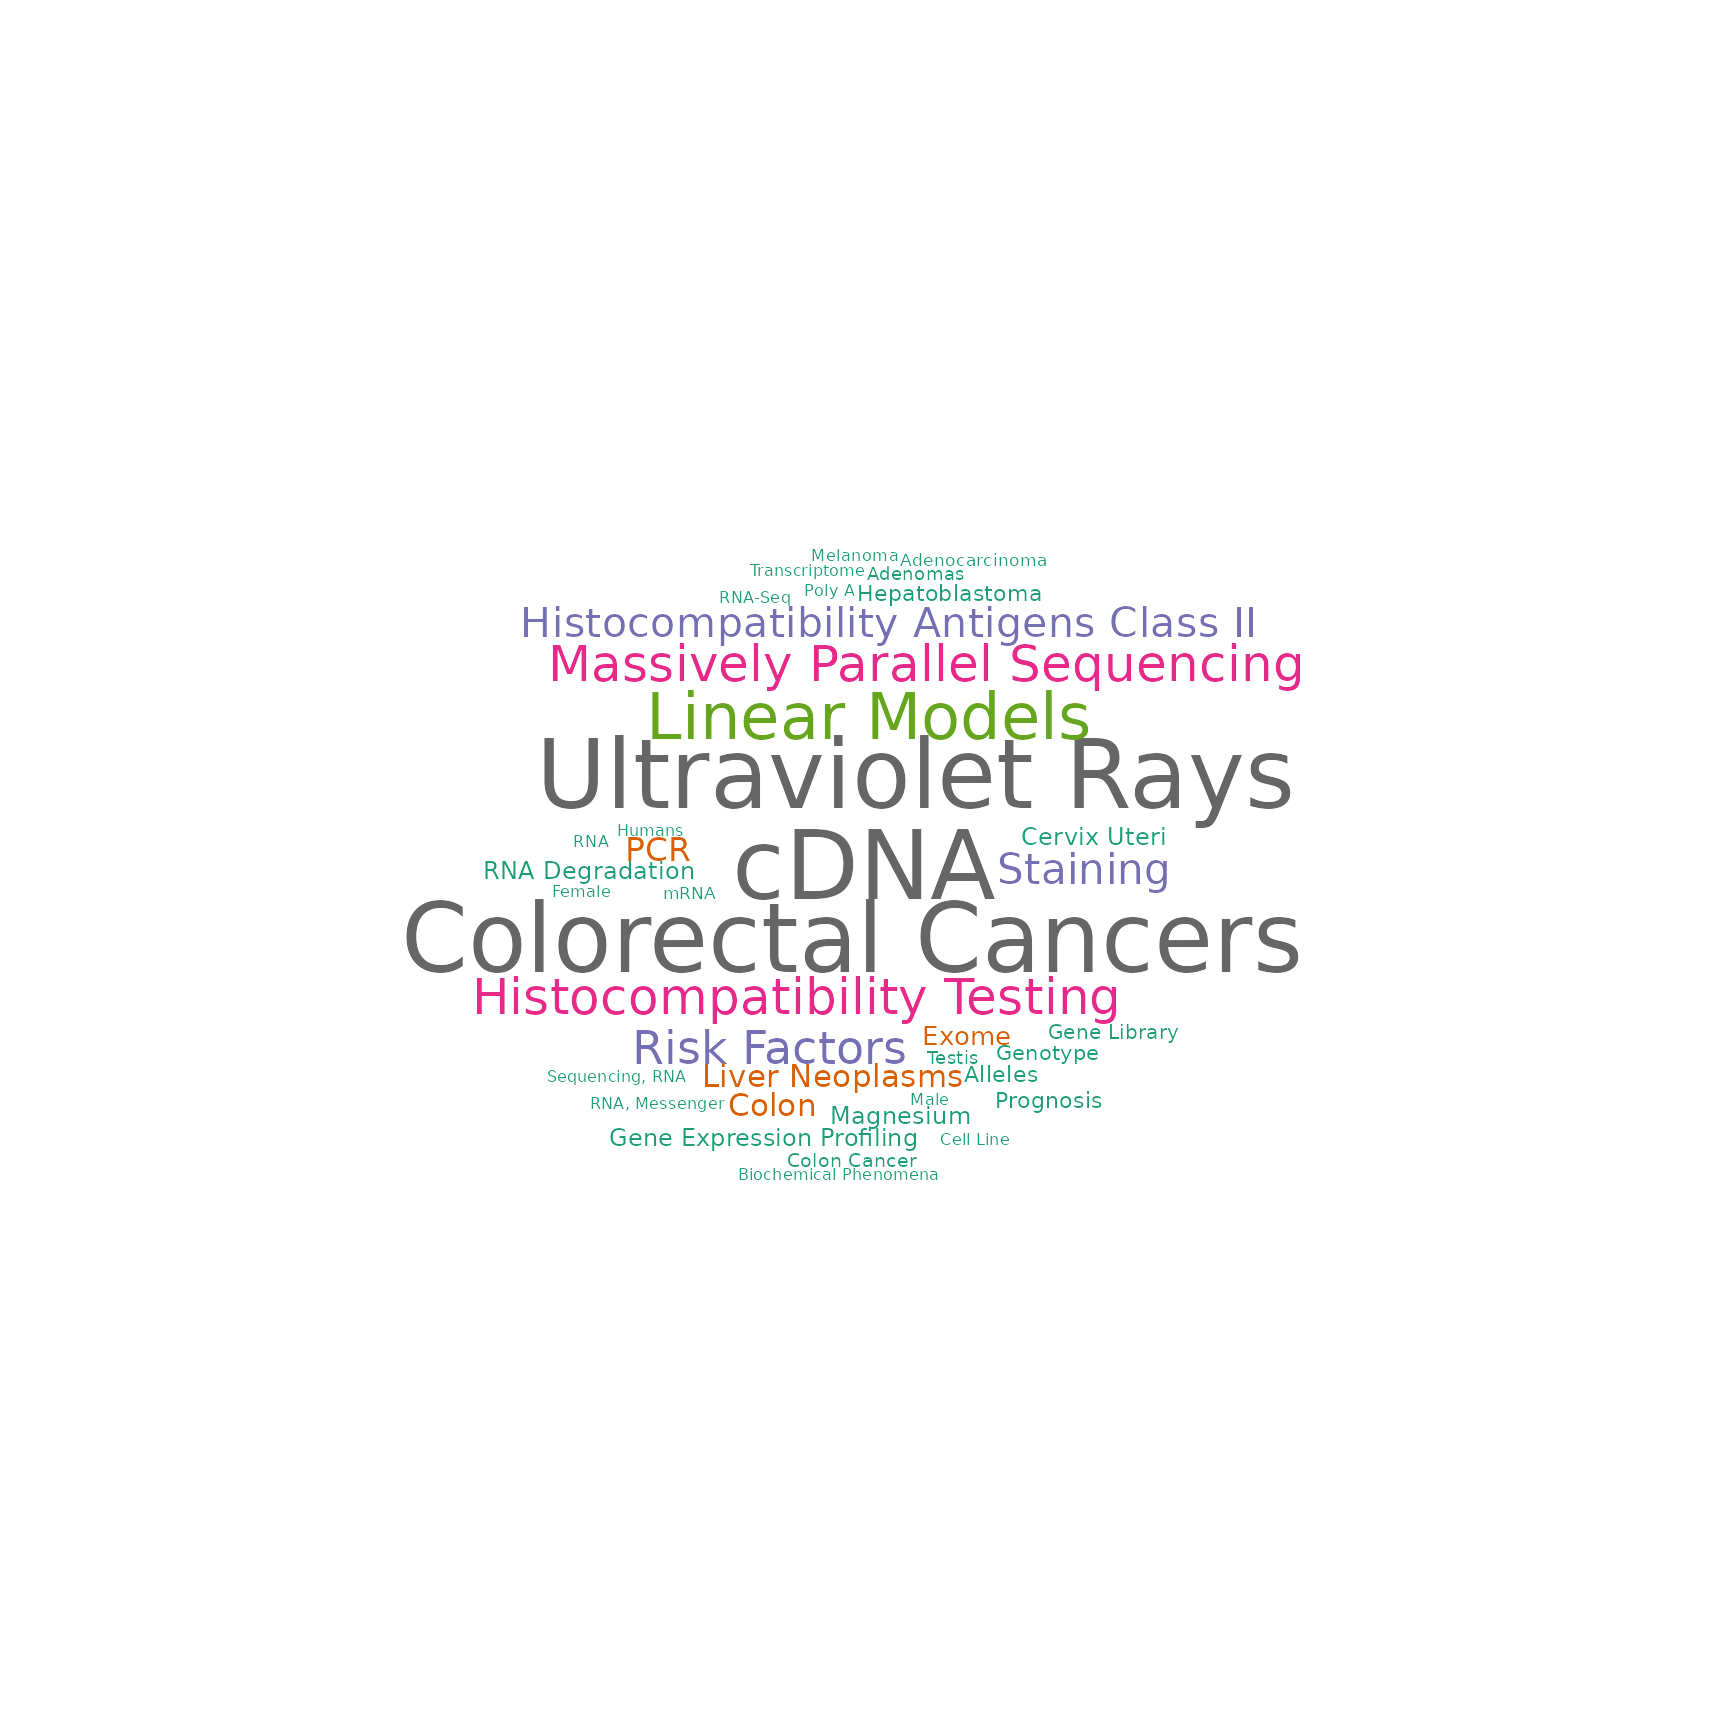 Melanoma
Adenocarcinoma
Transcriptome
Adenomas
RNA-Seq
Poly A
Hepatoblastoma
Histocompatibility Antigens Class II
Massively Parallel Sequencing
Linear Models
Ultraviolet Rays
Humans
RNA
PCR
cDNA
Cervix Uteri
RNA Degradation
Staining
Female
mRNA
Colorectal Cancers
Histocompatibility Testing
Risk Factors
Exome
Gene Library
Testis
Genotype
Sequencing, RNA
Liver Neoplasms
Alleles
RNA, Messenger
Colon
Male
Prognosis
Magnesium
Gene Expression Profiling
Cell Line
Colon Cancer
Biochemical Phenomena